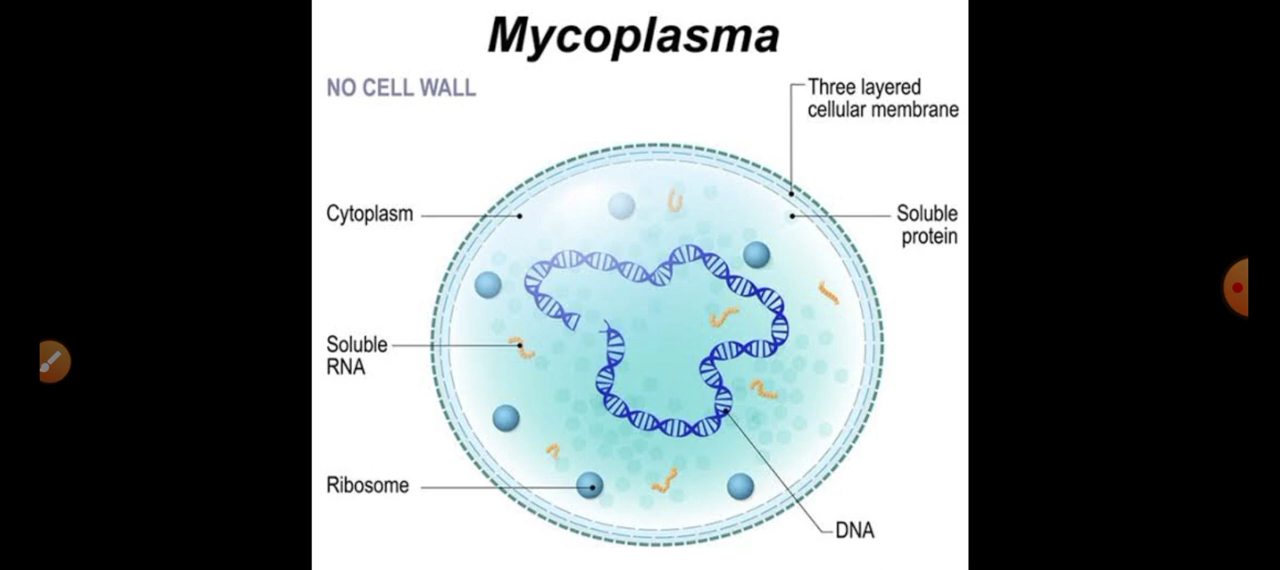 Mycoplasma
NO CELL WALL
Three layered
cellular membrane
Cytoplasm
Soluble
protein
Soluble
RNA
Ribosome
DNA